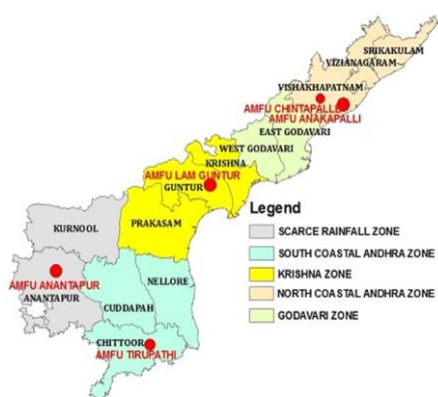 SRIKAKULAM
VIZIANAGARAM
VISHAKHAPATNAM
AMFU CHINTAPALLE
AMFU ANAKAPALLI
EAST GODAVARI
WEST GODAVARI
KRISHNA
AMFU LAM GUNTUR
GUNTUR
PRAKASAM
KURNOOL
AMFU ANANTAPUR
ANANTAPUR
NELLORE
CUDDAPAH
CHITTOOR
AMFU TIRUPATHI
Legend
SCARCE RAINFALL ZONE
SOUTH COASTAL ANDHRA ZONE
KRISHNA ZONE
NORTH COASTAL ANDHRA ZONE
GODAVARI ZONE